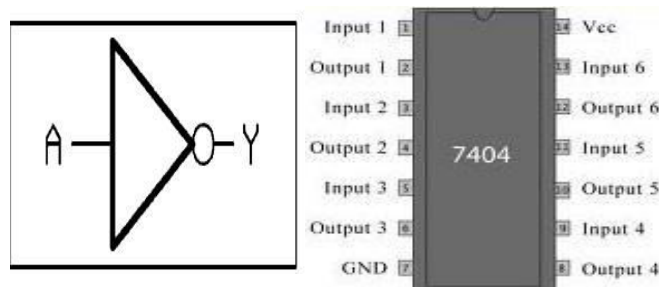 A Y
Input 1 1 14 Vcc
Output 1 2 13 Input 6
Input 2 3 12 Output 6
Output 2 4 11 Input 5
7404
Input 3 5 10 Output 5
Output 3 6 9 Input 4
GND 7 8 Output 4